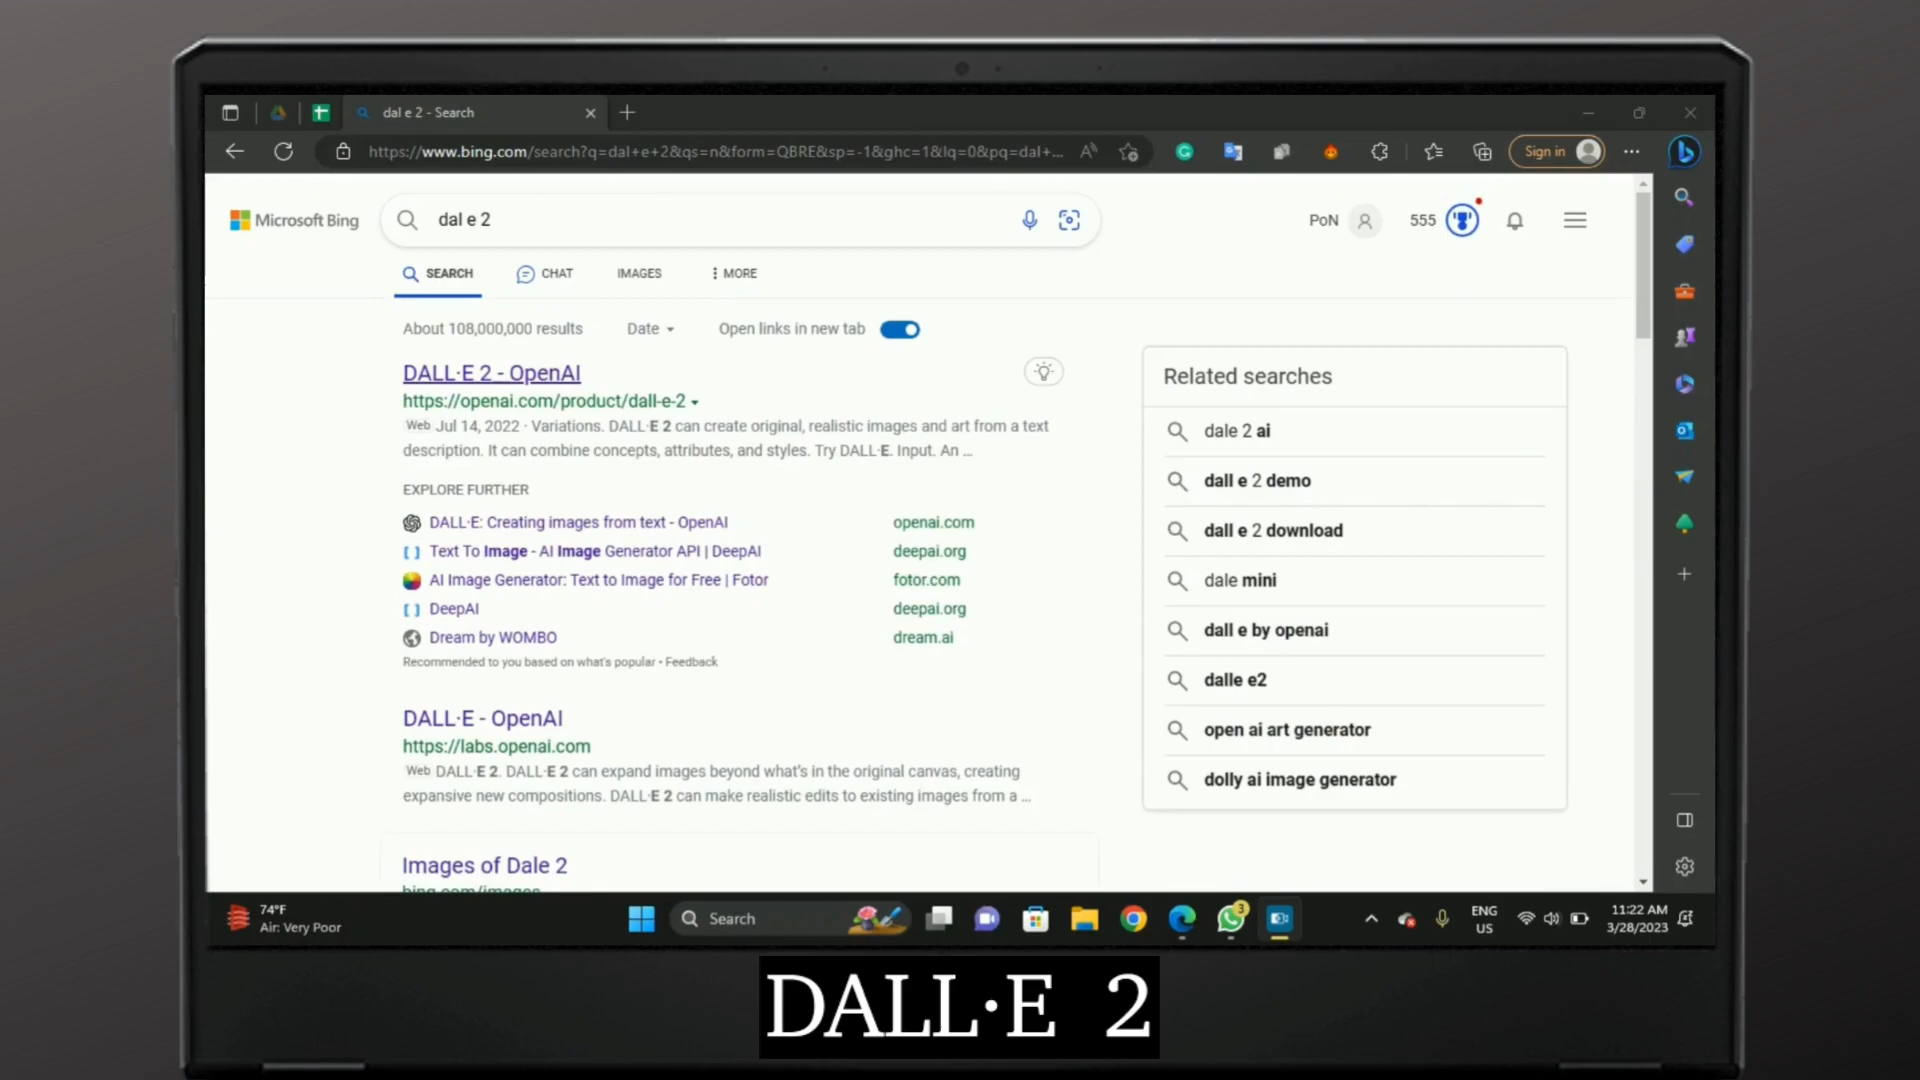 dal e 2 - Search
https://www.bing.com/search?q=dal+e+2&qs=n&form=QBRE&sp=-1&ghc=1&lq=0&pq=dal+...
Sign in
Microsoft Bing
dal e 2
PoN
555
SEARCH
CHAT
IMAGES
MORE
About 108,000,000 results
Date
Open links in new tab
DALL·E 2 - OpenAI
https://openai.com/product/dall-e-2
Web Jul 14, 2022 · Variations. DALL·E 2 can create original, realistic images and art from a text
description. It can combine concepts, attributes, and styles. Try DALL·E. Input. An ...
EXPLORE FURTHER
DALL·E: Creating images from text - OpenAI openai.com
Text To Image - AI Image Generator API | DeepAI deepai.org
AI Image Generator: Text to Image for Free | Fotor fotor.com
DeepAI deepai.org
Dream by WOMBO dream.ai
Recommended to you based on what's popular • Feedback
DALL·E - OpenAI
https://labs.openai.com
Web DALL·E 2. DALL·E 2 can expand images beyond what's in the original canvas, creating
expansive new compositions. DALL·E 2 can make realistic edits to existing images from a ...
Images of Dale 2
bing.com/images
Related searches
dale 2 ai
dall e 2 demo
dall e 2 download
dale mini
dall e by openai
dalle e2
open ai art generator
dolly ai image generator
74°F
Air: Very Poor
Search
3
ENG
US
11:22 AM
3/28/2023
DALL·E 2